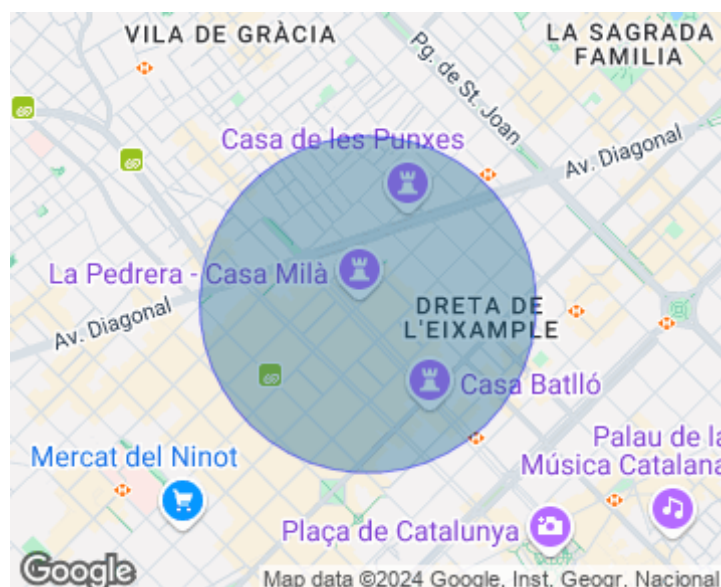 VILA DE GRÀCIA
LA SAGRADA
FAMILIA
Pg. de St. Joan
Casa de les Punxes
Av. Diagonal
La Pedrera - Casa Milà
DRETA DE
L'EIXAMPLE
Av. Diagonal
Casa Batlló
Mercat del Ninot
Palau de la
Música Catalana
Plaça de Catalunya
Google
Map data ©2024 Google, Inst. Geogr. Nacional